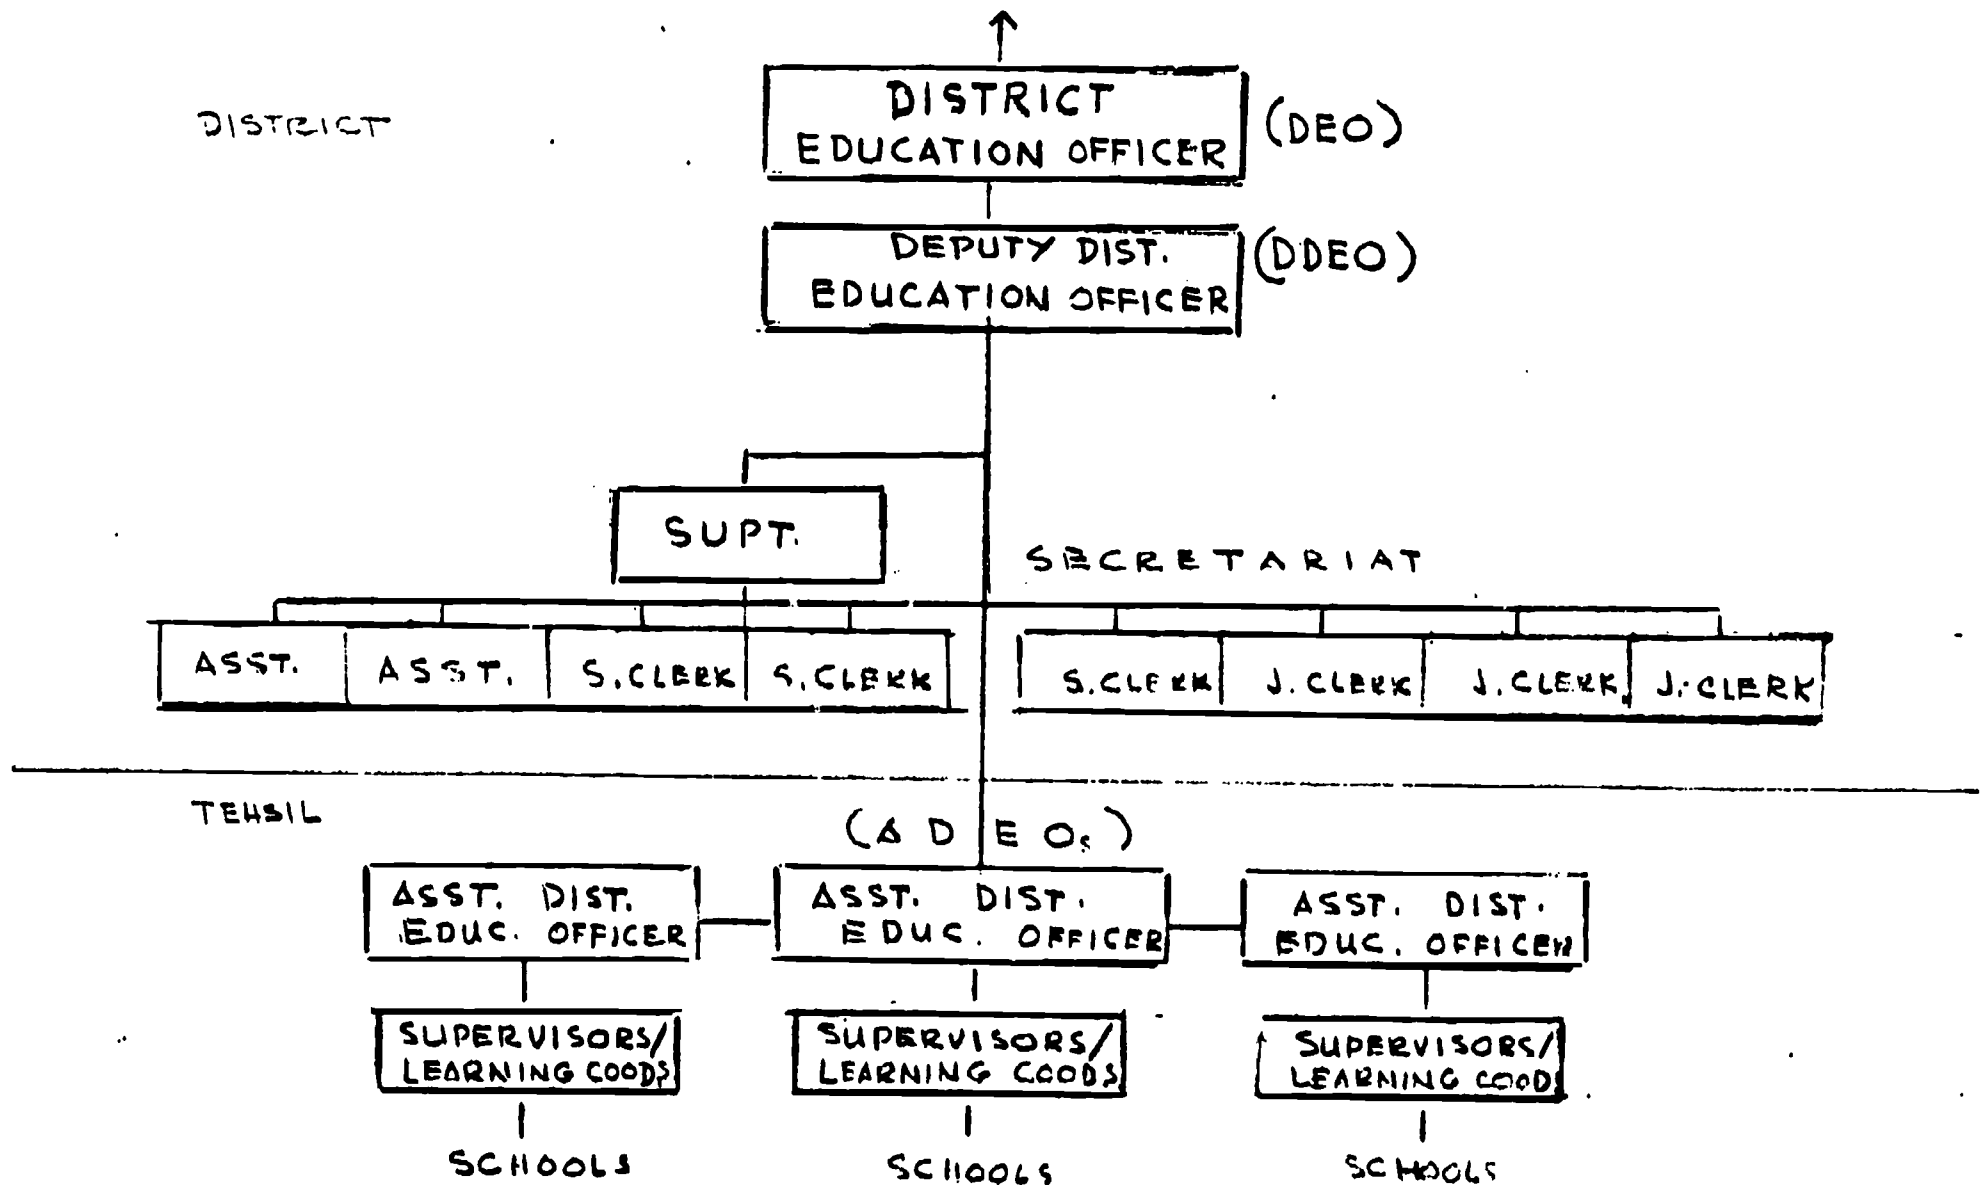 DISTRICT
DISTRICT
EDUCATION OFFICER
(DEO)
DEPUTY DIST.
EDUCATION OFFICER
(DDEO)
SUPT.
SECRETARIAT
ASST.
ASST.
S. CLERK
S. CLERK
S. CLERK
J. CLERK
J. CLERK
J. CLERK
TEHSIL
(ADEOs)
ASST. DIST.
EDUC. OFFICER
ASST. DIST.
EDUC. OFFICER
ASST. DIST.
EDUC. OFFICER
SUPERVISORS/
LEARNING COODS
SUPERVISORS/
LEARNING COODS
SUPERVISORS/
LEARNING COODS
SCHOOLS
SCHOOLS
SCHOOLS